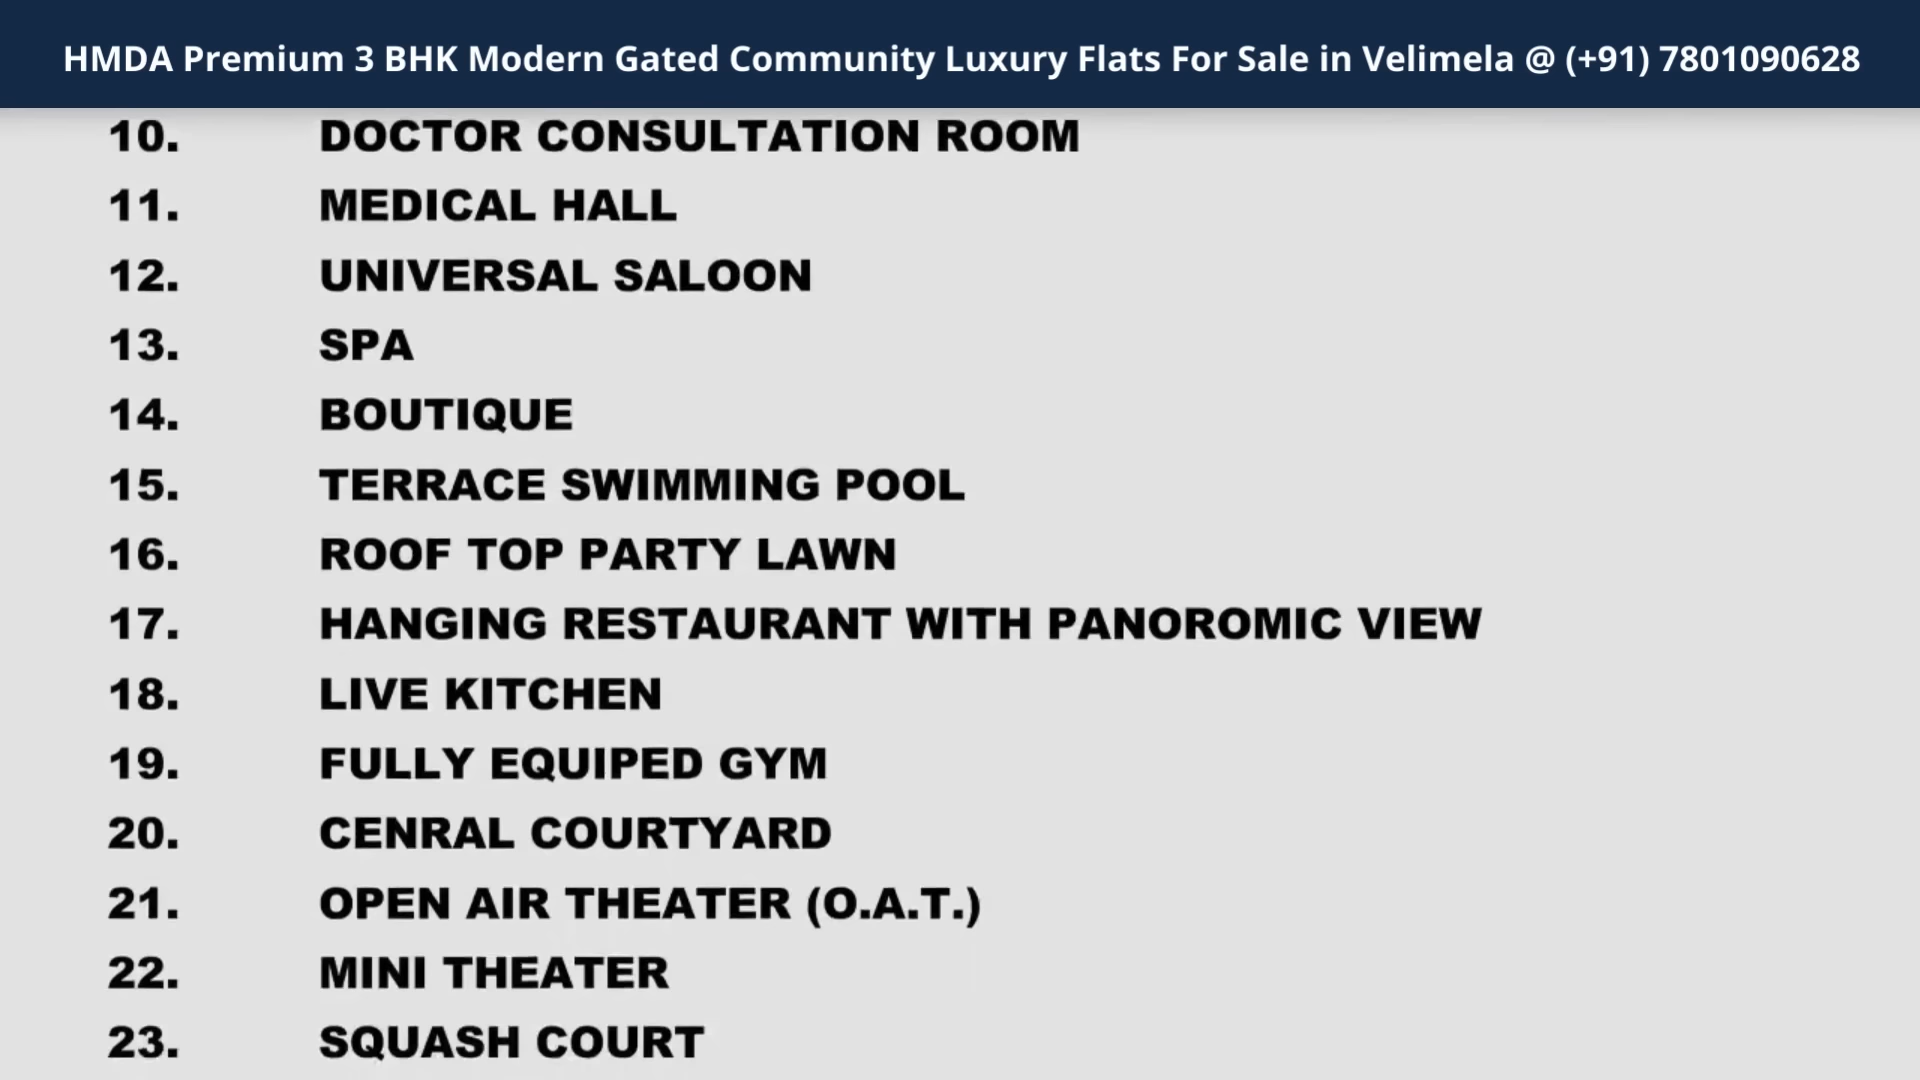 HMDA Premium 3 BHK Modern Gated Community Luxury Flats For Sale in Velimela @ (+91) 7801090628
10. DOCTOR CONSULTATION ROOM
11. MEDICAL HALL
12. UNIVERSAL SALOON
13. SPA
14. BOUTIQUE
15. TERRACE SWIMMING POOL
16. ROOF TOP PARTY LAWN
17. HANGING RESTAURANT WITH PANOROMIC VIEW
18. LIVE KITCHEN
19. FULLY EQUIPED GYM
20. CENRAL COURTYARD
21. OPEN AIR THEATER (O.A.T.)
22. MINI THEATER
23. SQUASH COURT